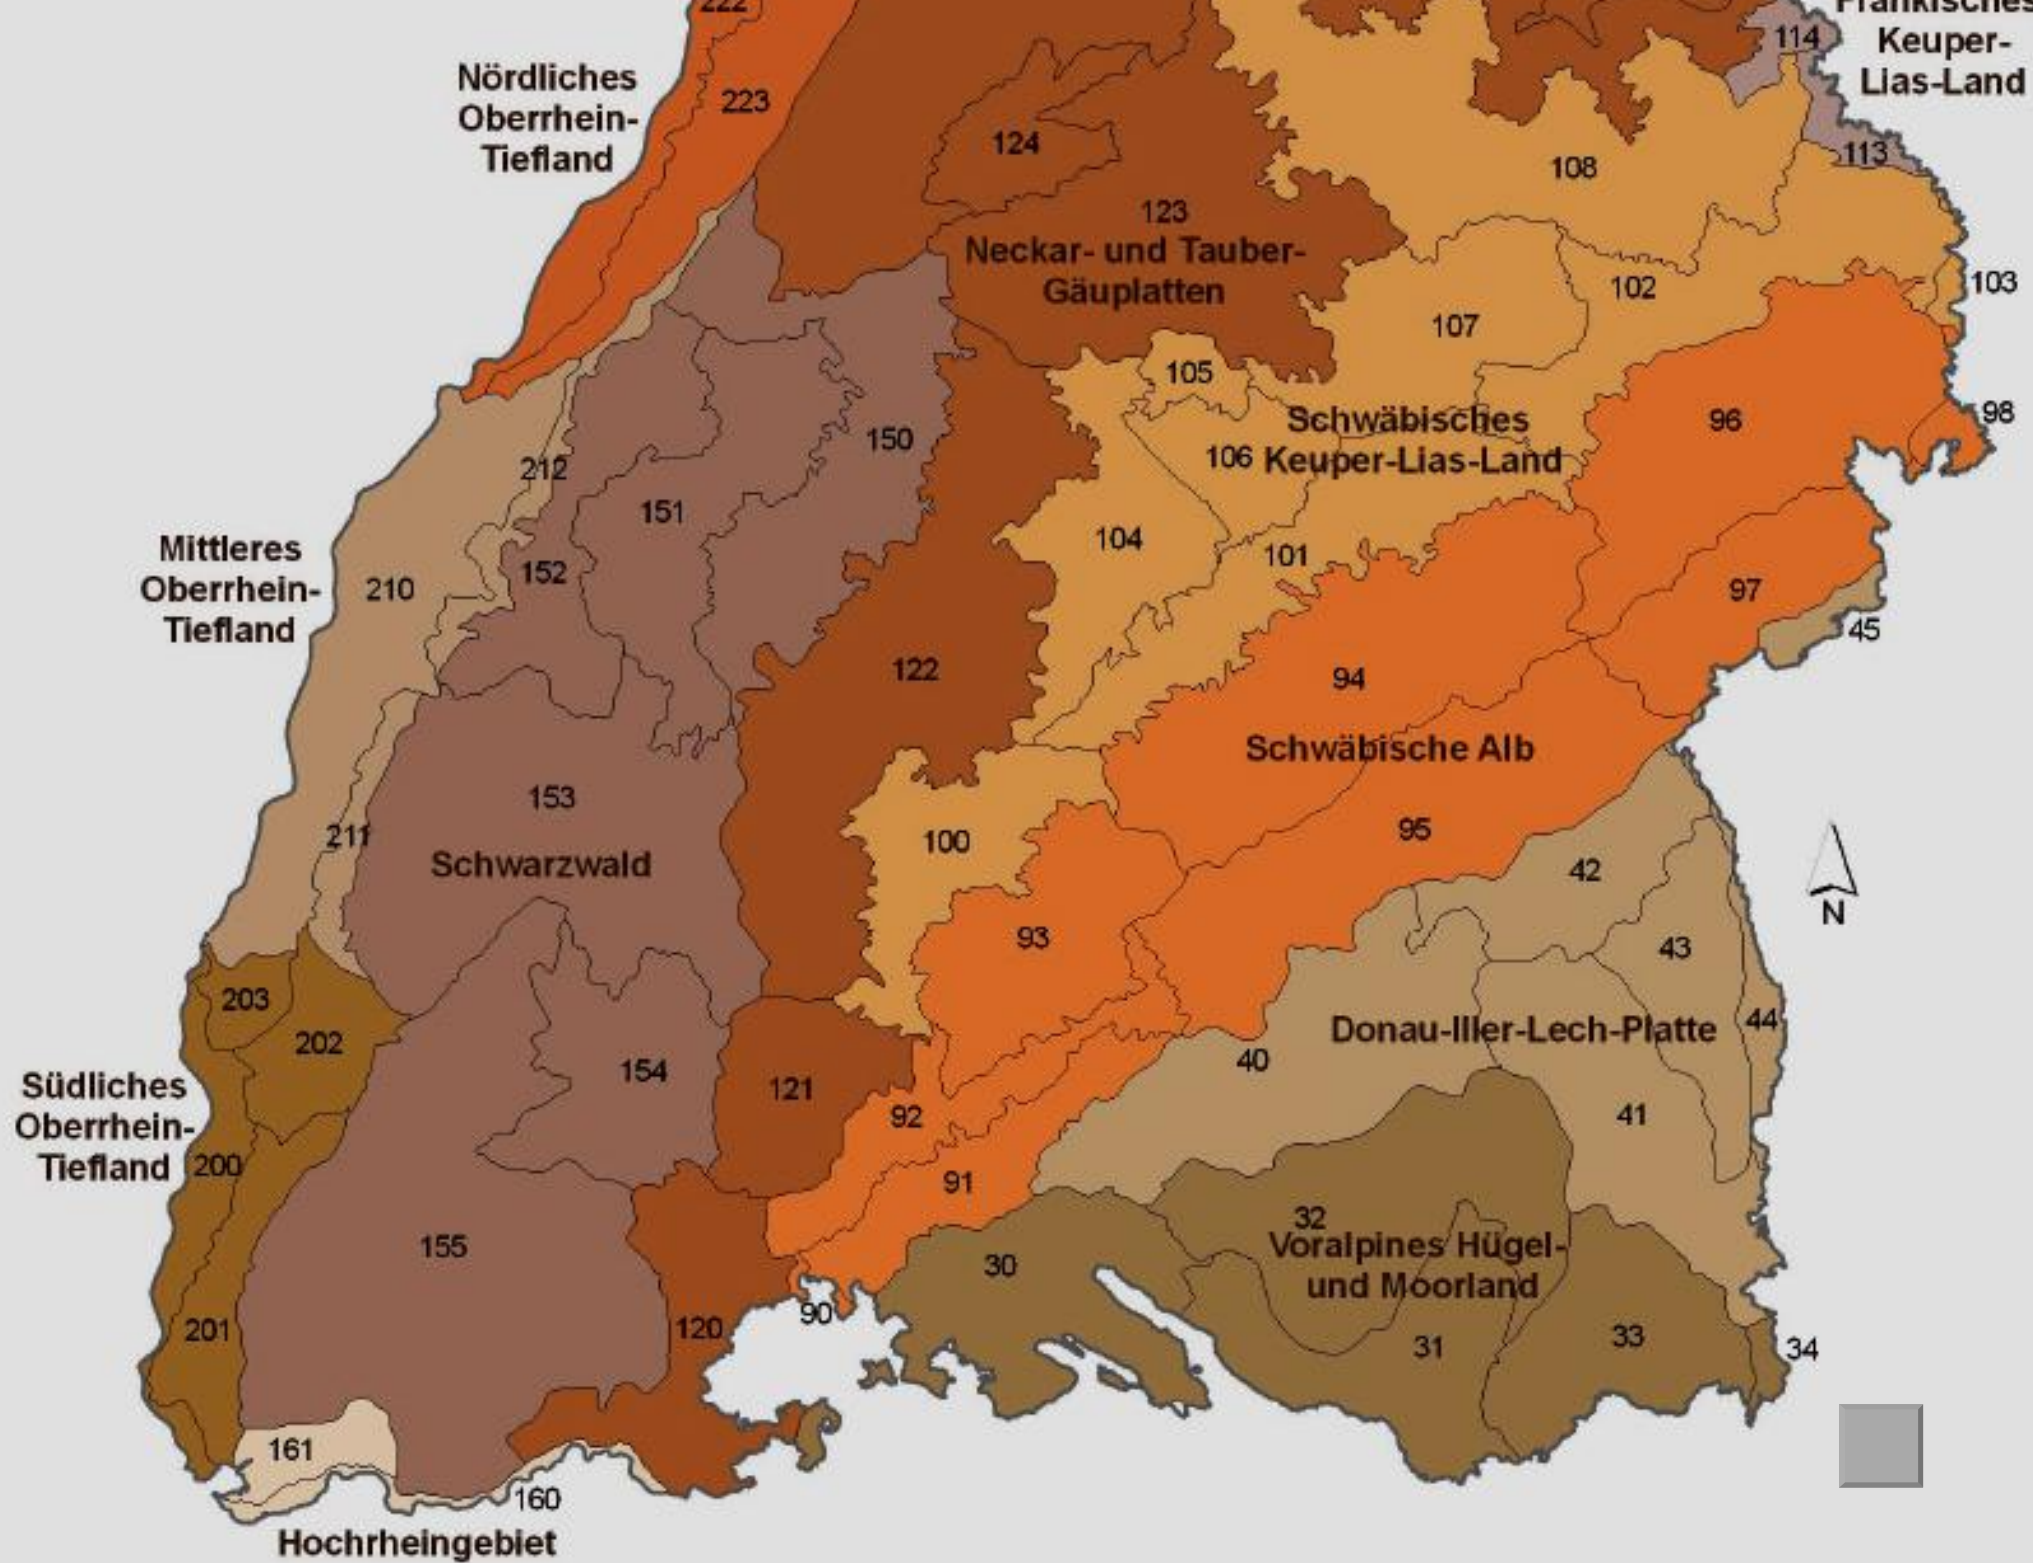 222
Fränkisches
Keuper-
Lias-Land
114
Nördliches
Oberrhein-
Tiefland
223
124
108
113
123
Neckar- und Tauber-
Gäuplatten
103
102
107
105
98
96
150
Schwäbisches
Keuper-Lias-Land
106
212
151
104
101
Mittleres
Oberrhein-
Tiefland
210
152
97
45
122
94
Schwäbische Alb
153
95
211
100
Schwarzwald
42
N
93
43
203
202
44
Donau-Iller-Lech-Platte
40
154
121
Südliches
Oberrhein-
Tiefland
92
41
200
91
32
155
Voralpines Hügel-
und Moorland
30
90
201
120
31
33
34
161
160
Hochrheingebiet